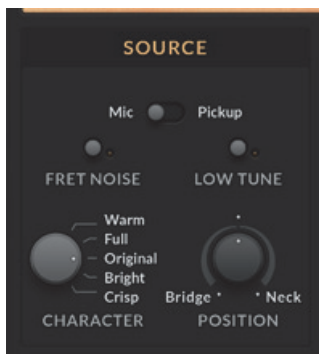 SOURCE
Mic Pickup
FRET NOISE LOW TUNE
Warm
Full
Original
Bright
Crisp
Bridge Neck
CHARACTER POSITION